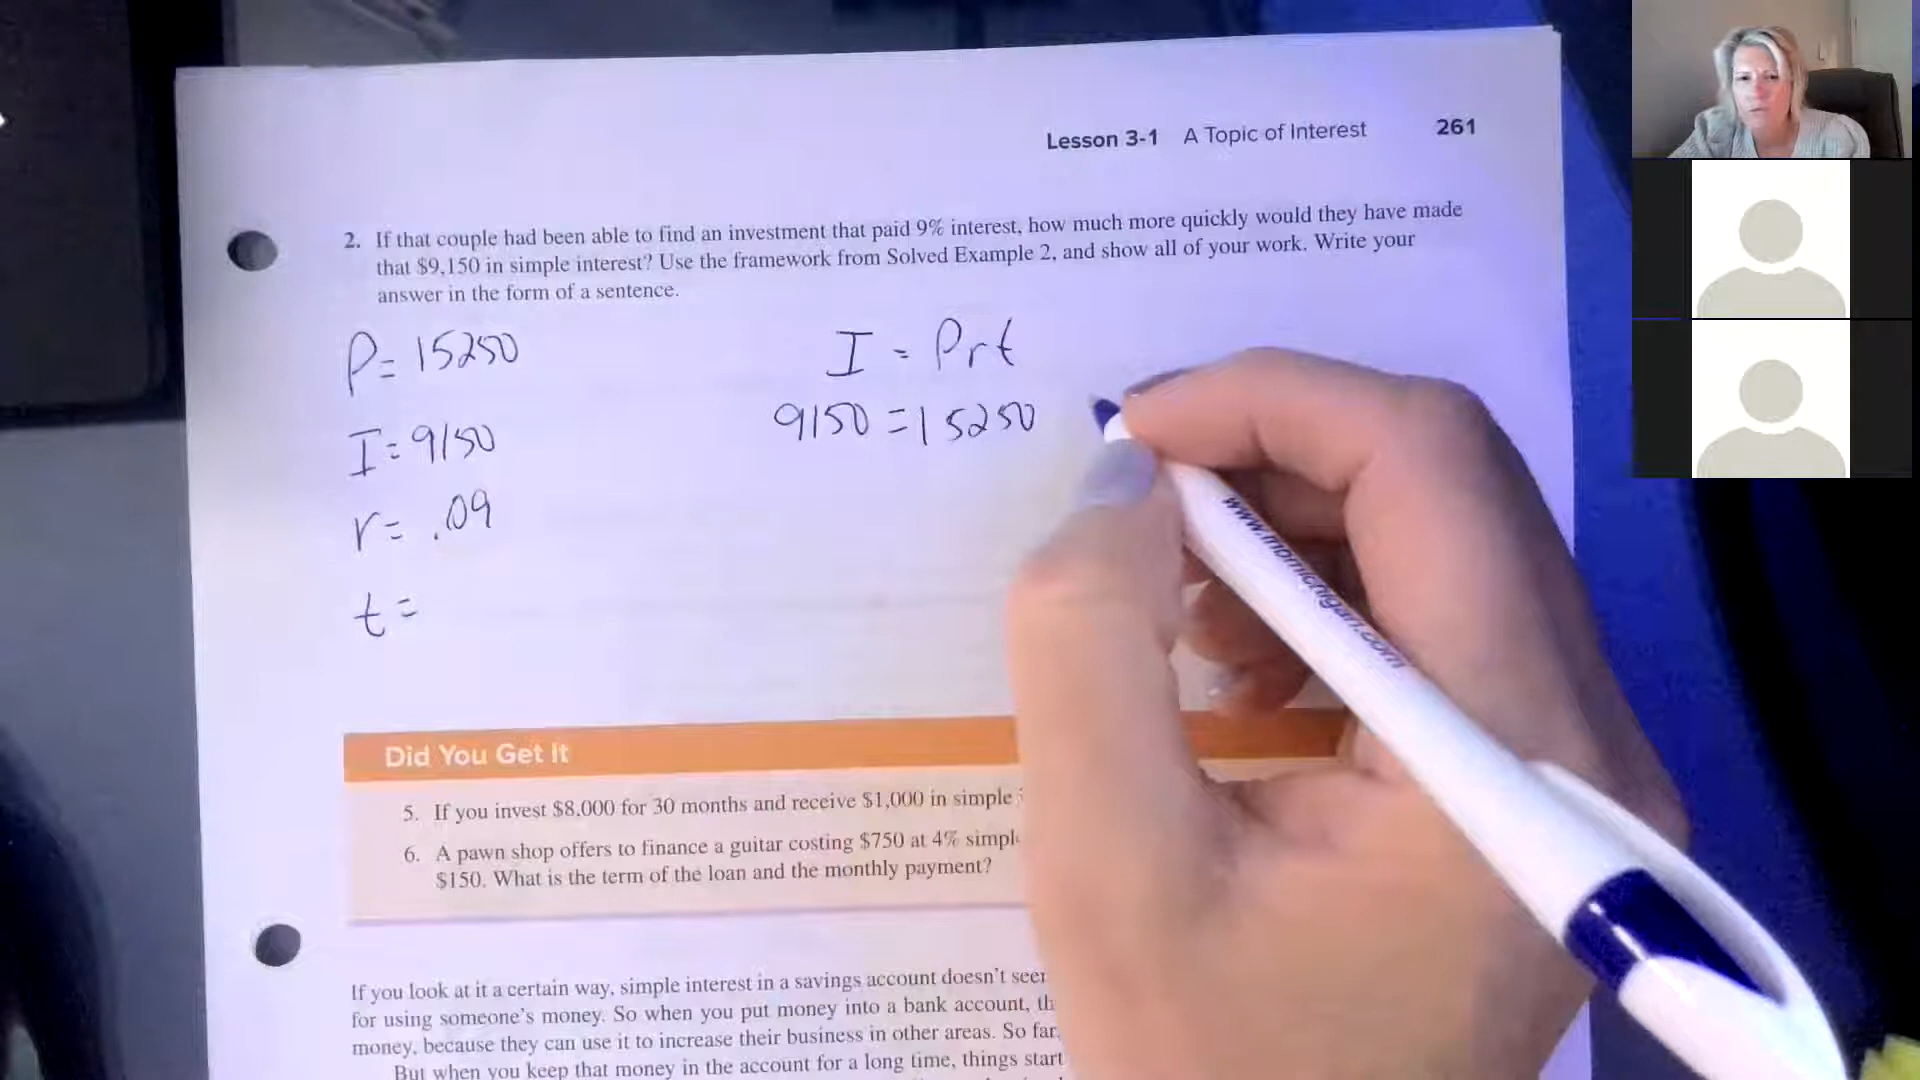 Lesson 3-1 A Topic of Interest 261
2. If that couple had been able to find an investment that paid 9% interest, how much more quickly would they have made
that $9,150 in simple interest? Use the framework from Solved Example 2, and show all of your work. Write your
answer in the form of a sentence.
P= 15250
I = Prt
I= 9150
9150 = 15250
r= .09
t=
www.momichigan.com
Did You Get It
5. If you invest $8,000 for 30 months and receive $1,000 in simple
6. A pawn shop offers to finance a guitar costing $750 at 4%
$150. What is the term of the loan and the monthly payment?
If you look at it a certain way, simple interest in a savings account doesn't
for using someone's money. So when you put money into a bank account,
money, because they can use it to increase their business in other areas. So far,
But when you keep that money in the account for a long time, things start